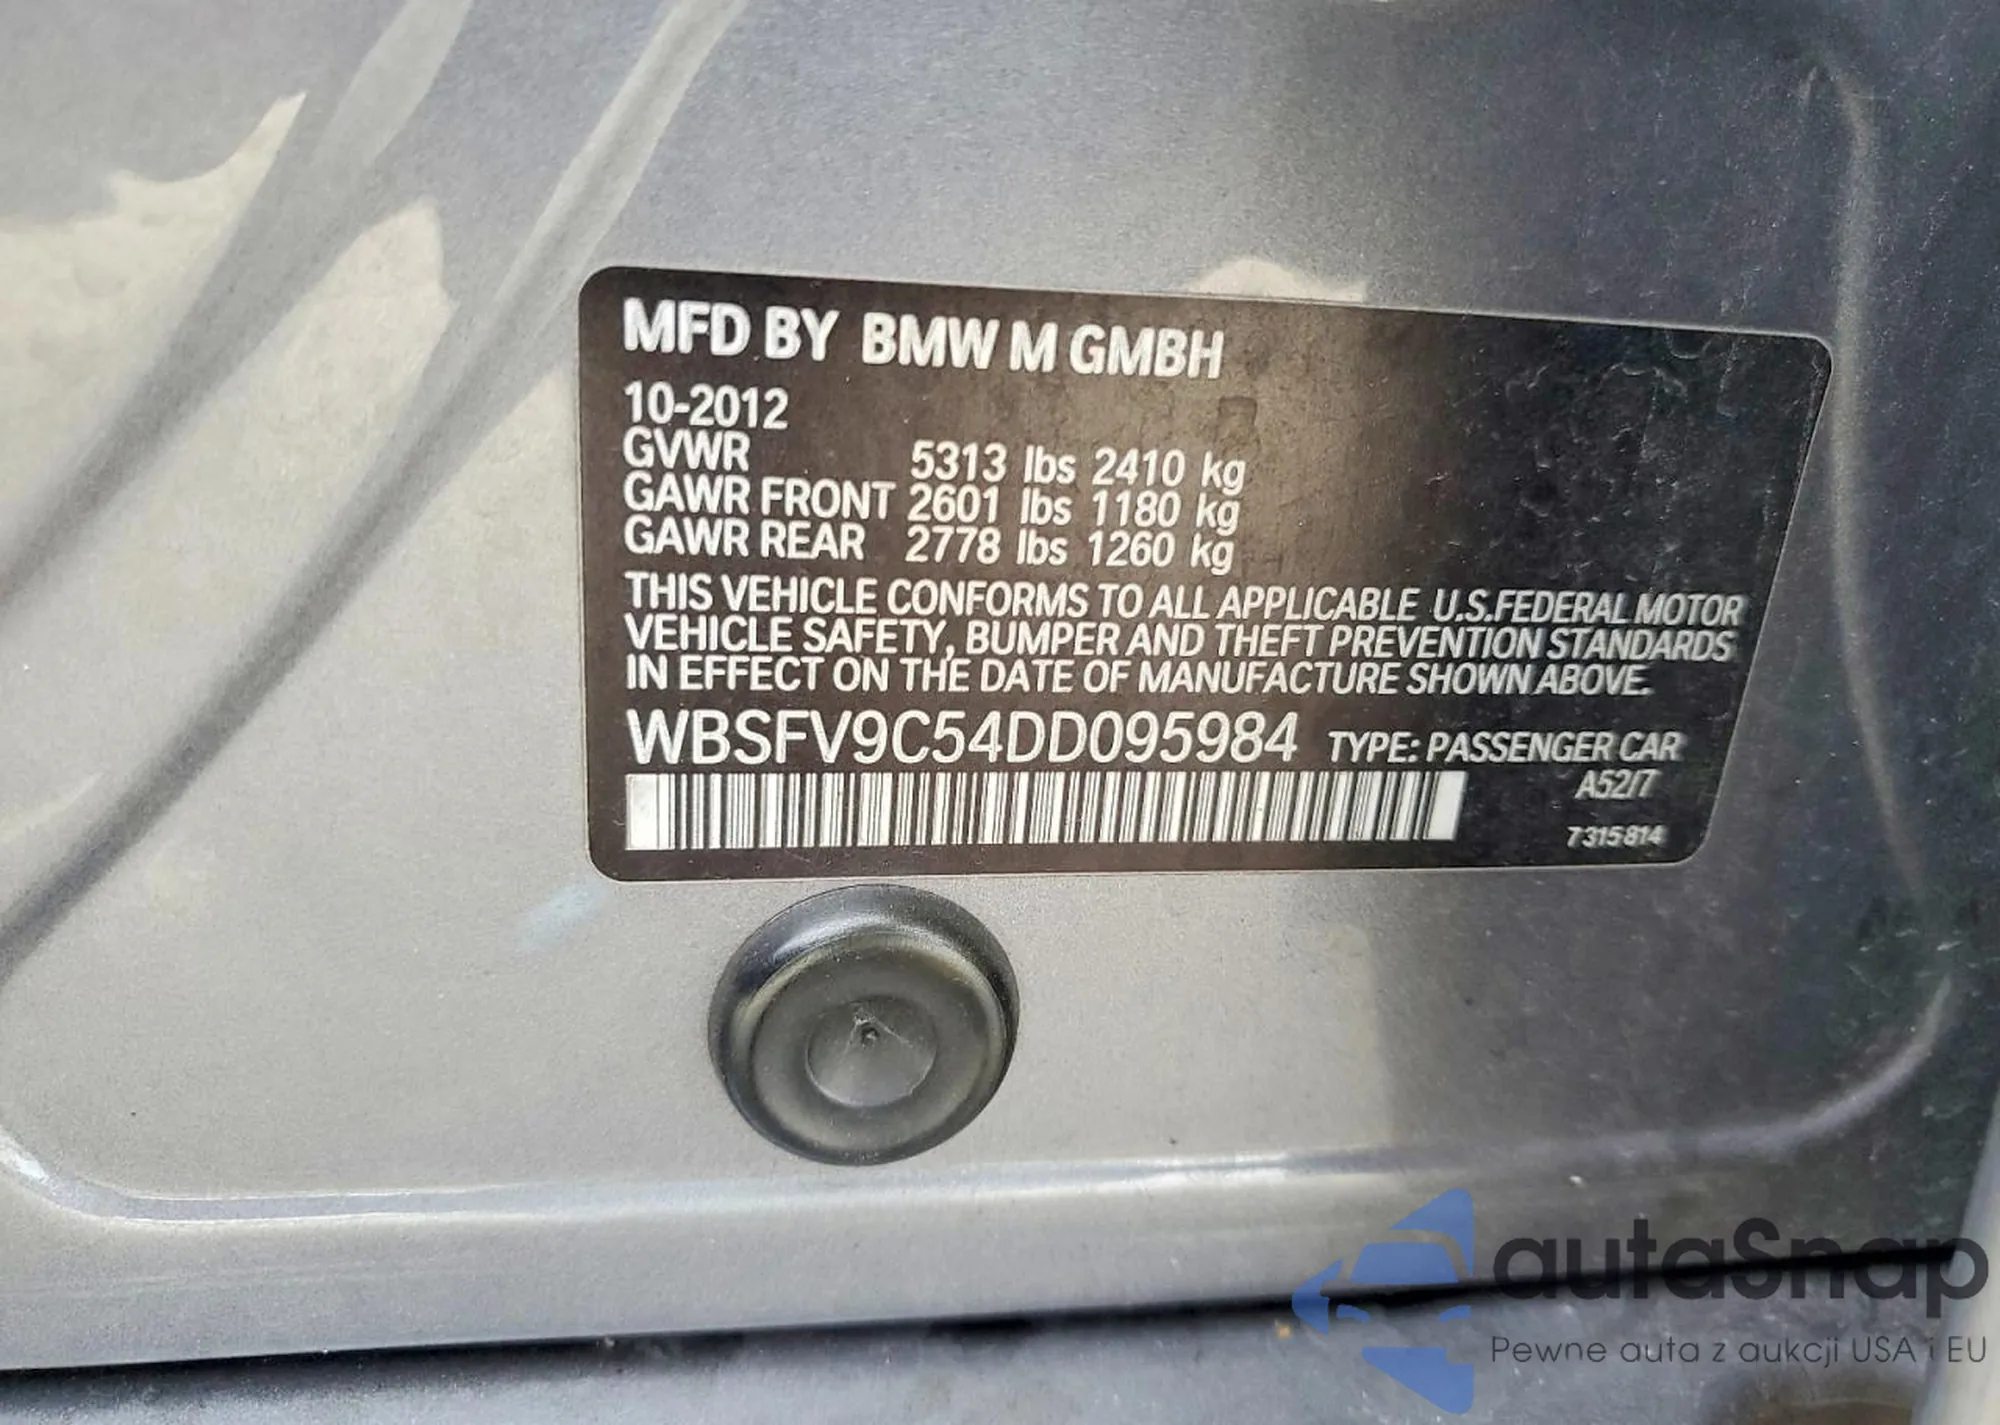 MFD BY BMW M GMBH
10-2012
GVWR 5313 lbs 2410 kg
GAWR FRONT 2601 lbs 1180 kg
GAWR REAR 2778 lbs 1260 kg
THIS VEHICLE CONFORMS TO ALL APPLICABLE U.S.FEDERAL MOTOR
VEHICLE SAFETY, BUMPER AND THEFT PREVENTION STANDARDS
IN EFFECT ON THE DATE OF MANUFACTURE SHOWN ABOVE.
WBSFV9C54DD095984 TYPE: PASSENGER CAR
A52/7
7315814
autaSnap
Pewne auta z aukcji USA i EU